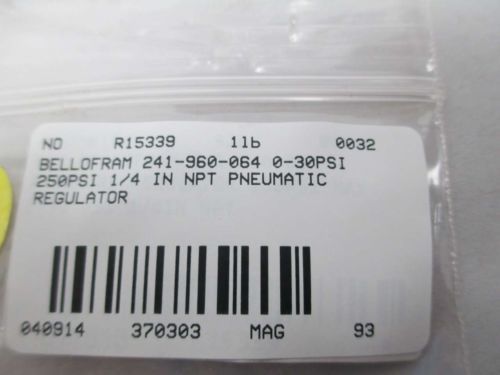 NO R15339 1lb 0032
BELLOFRAM 241-960-064 0-30PSI
250PSI 1/4 IN NPT PNEUMATIC
REGULATOR
040914 370303 MAG 93